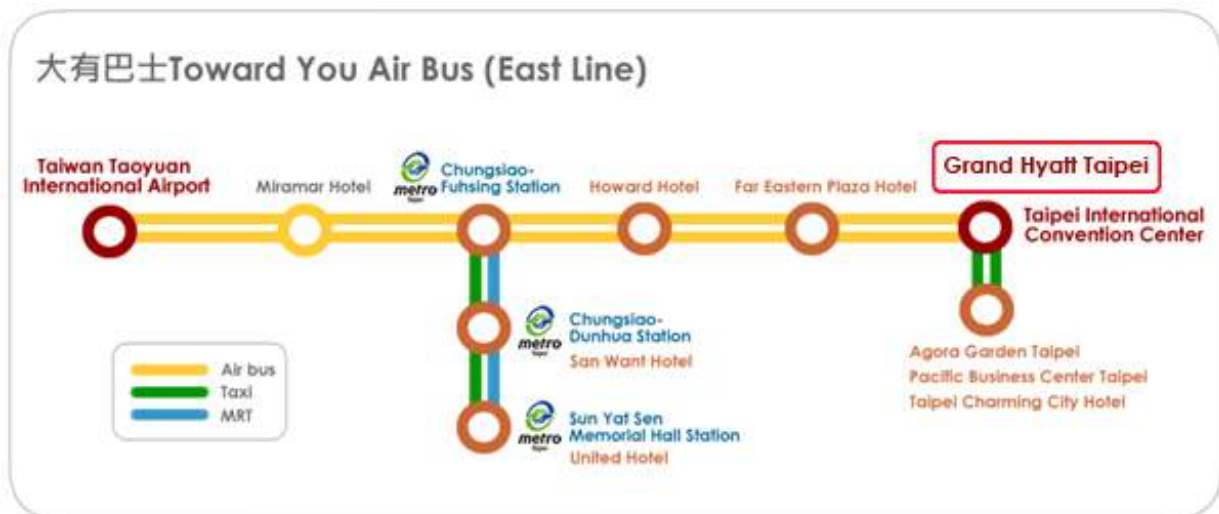 大有巴士Toward You Air Bus (East Line)
Taiwan Taoyuan
International Airport
Miramar Hotel
metro
Chungsiao-
Fuhsing Station
Howard Hotel
Far Eastern Plaza Hotel
Grand Hyatt Taipei
Taipei International
Convention Center
metro
Chungsiao-
Dunhua Station
San Want Hotel
Agora Garden Taipei
Pacific Business Center Taipei
Taipei Charming City Hotel
Air bus
Taxi
MRT
metro
Sun Yat Sen
Memorial Hall Station
United Hotel